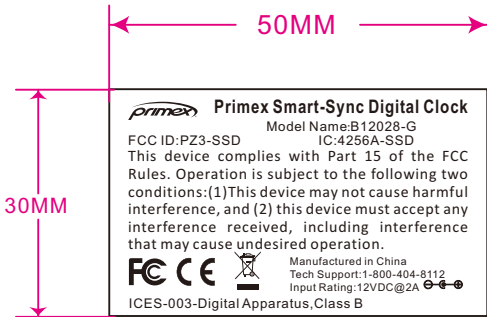 50MM
30MM
primex Primex Smart-Sync Digital Clock
Model Name:B12028-G
FCC ID:PZ3-SSD IC:4256A-SSD
This device complies with Part 15 of the FCC
Rules. Operation is subject to the following two
conditions:(1)This device may not cause harmful
interference, and (2) this device must accept any
interference received, including interference
that may cause undesired operation.
FC CE
Manufactured in China
Tech Support:1-800-404-8112
Input Rating:12VDC@2A
ICES-003-Digital Apparatus,Class B